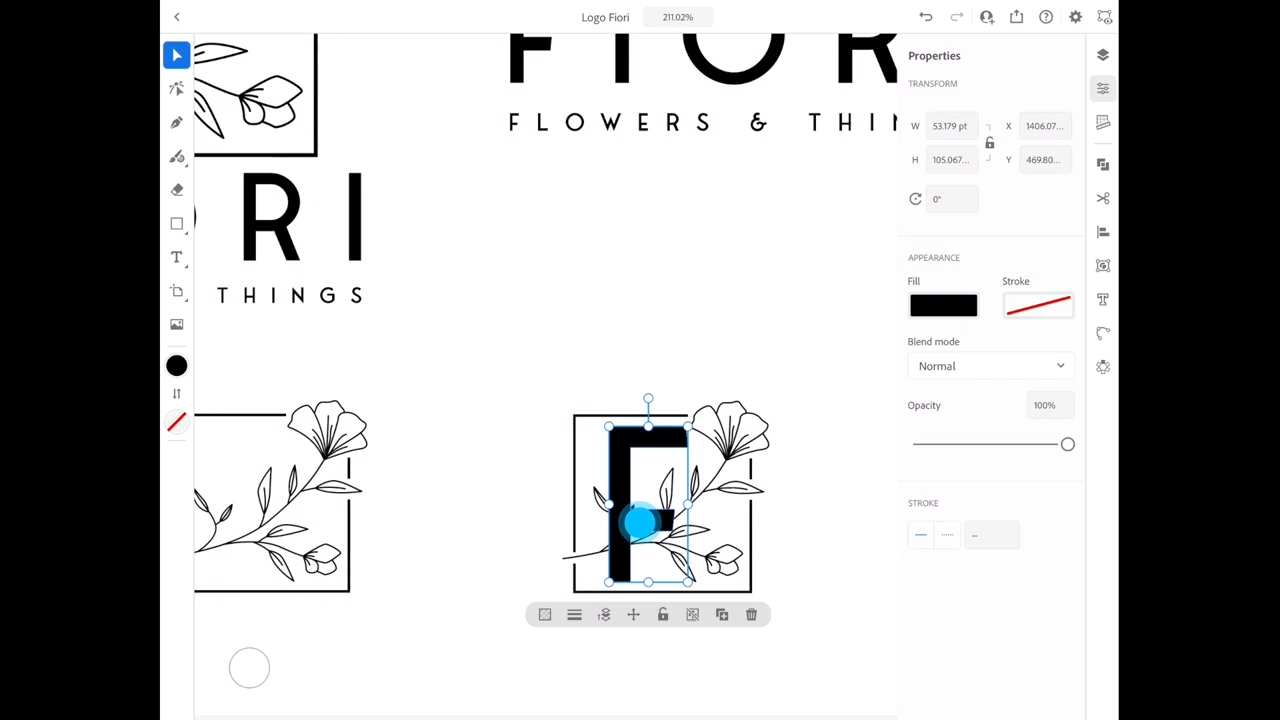 Logo Fiori
211.02%
FIOR
FLOWERS & THIN
RI
THINGS
F
Properties
TRANSFORM
W 53.179 pt X 1406.07...
H 105.067... Y 469.80...
0°
APPEARANCE
Fill Stroke
Blend mode
Normal
Opacity 100%
STROKE
--
T
T